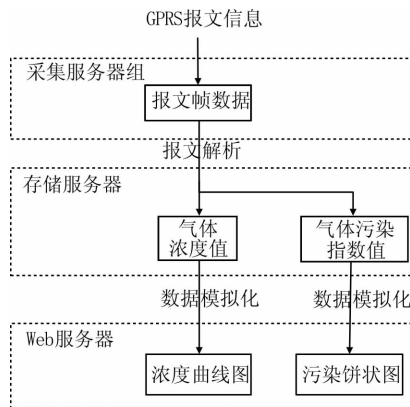 GPRS报文信息
采集服务器组
报文帧数据
报文解析
存储服务器
气体
浓度值
气体污染
指数值
数据模拟化
数据模拟化
Web服务器
浓度曲线图
污染饼状图